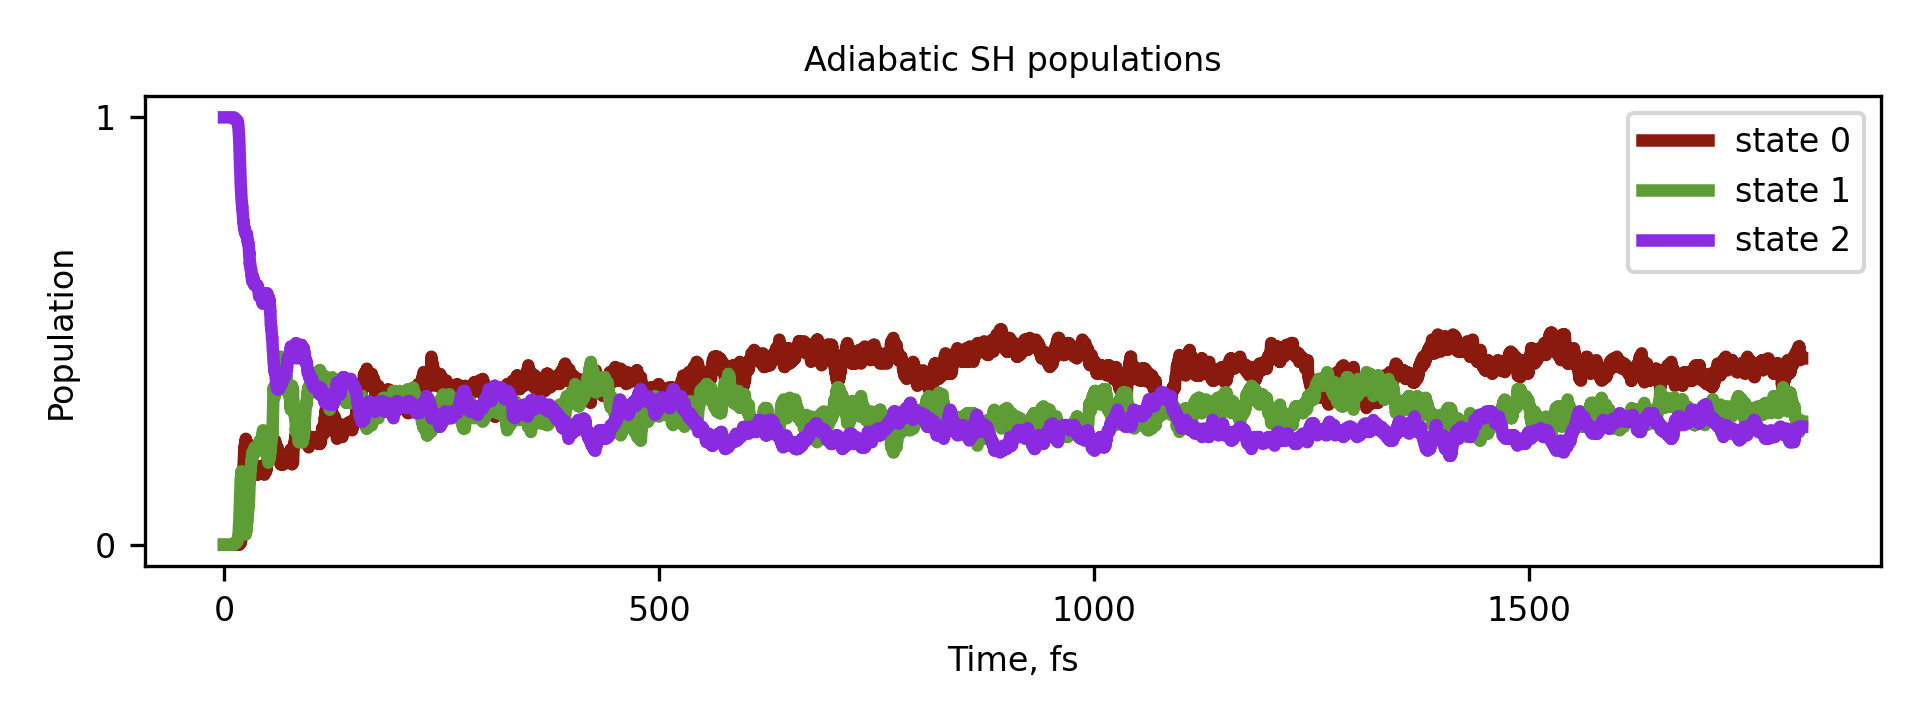 Adiabatic SH populations
1
0
Population
state 0
state 1
state 2
0 500 1000 1500
Time, fs